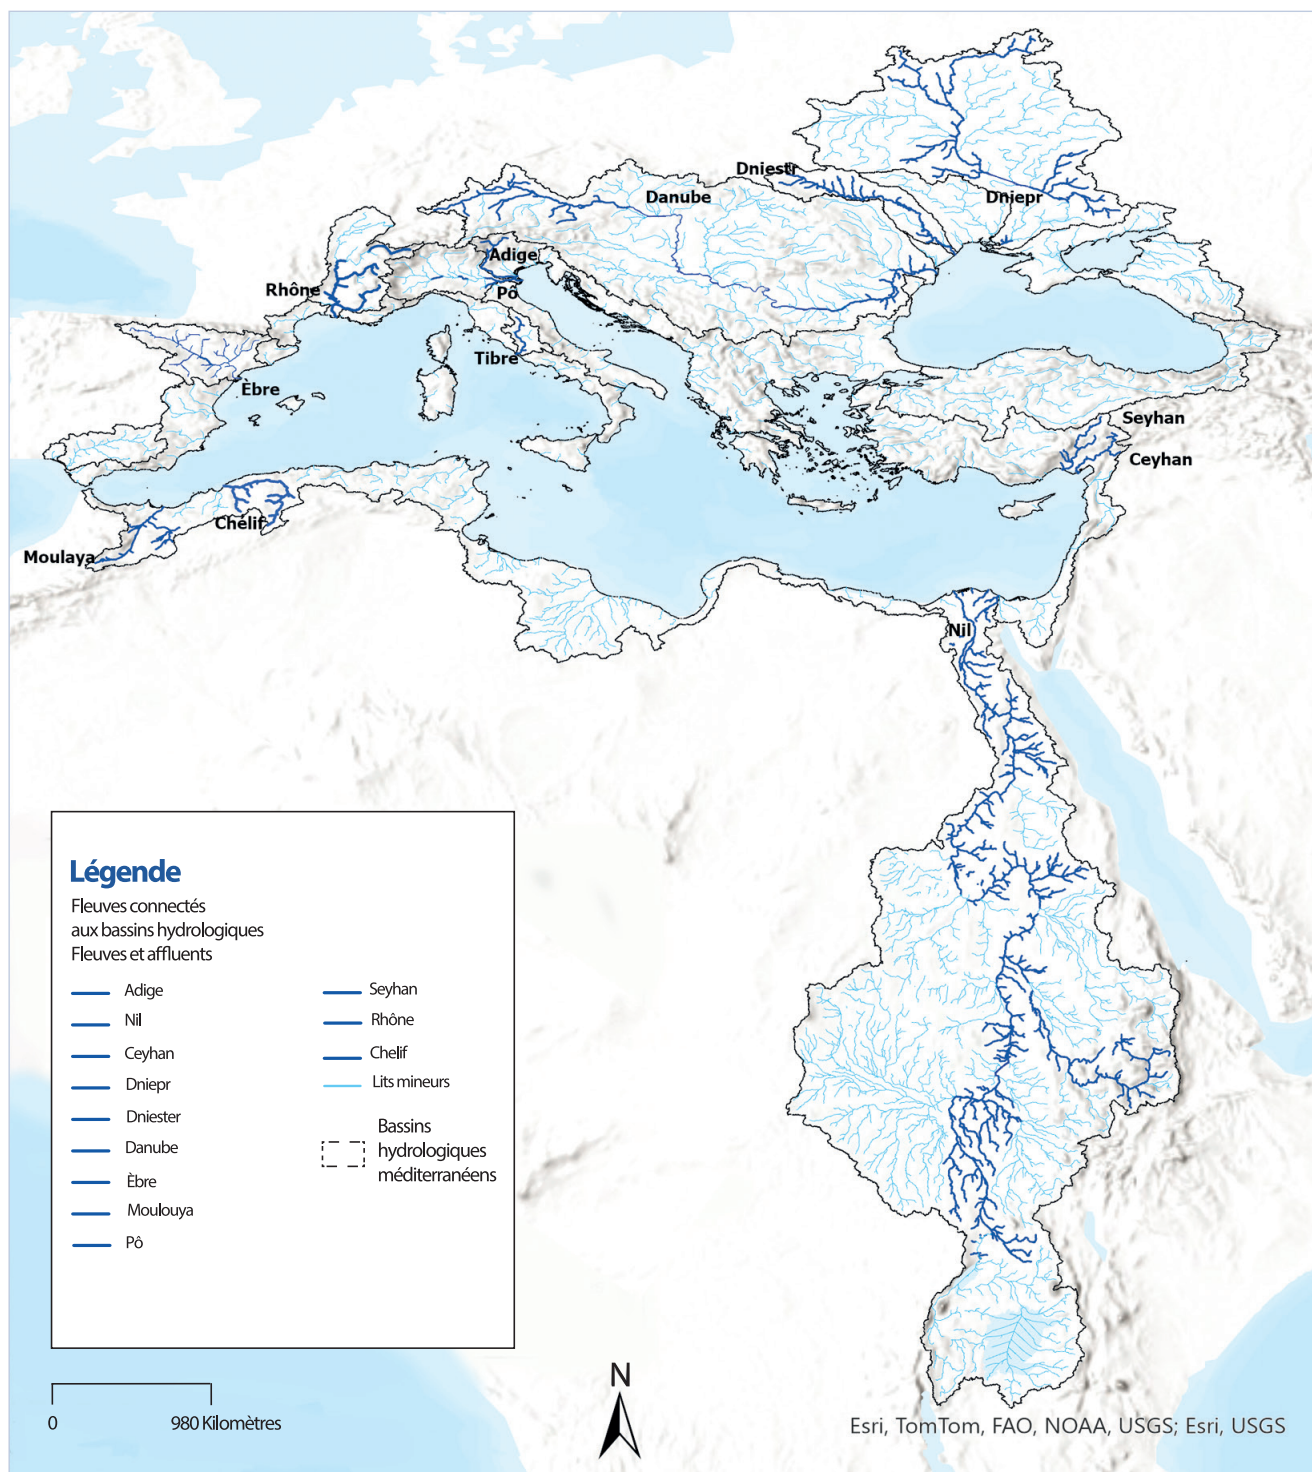 Dniestr
Danube
Dniepr
Adige
Rhône
Pô
Tibre
Èbre
Seyhan
Ceyhan
Chélif
Moulaya
Nil
Légende
Fleuves connectés
aux bassins hydrologiques
Fleuves et affluents
Adige
Nil
Ceyhan
Dniepr
Dniester
Danube
Èbre
Moulouya
Pô
Seyhan
Rhône
Chelif
Lits mineurs
Bassins
hydrologiques
méditerranéens
0
980 Kilomètres
N
Esri, TomTom, FAO, NOAA, USGS; Esri, USGS